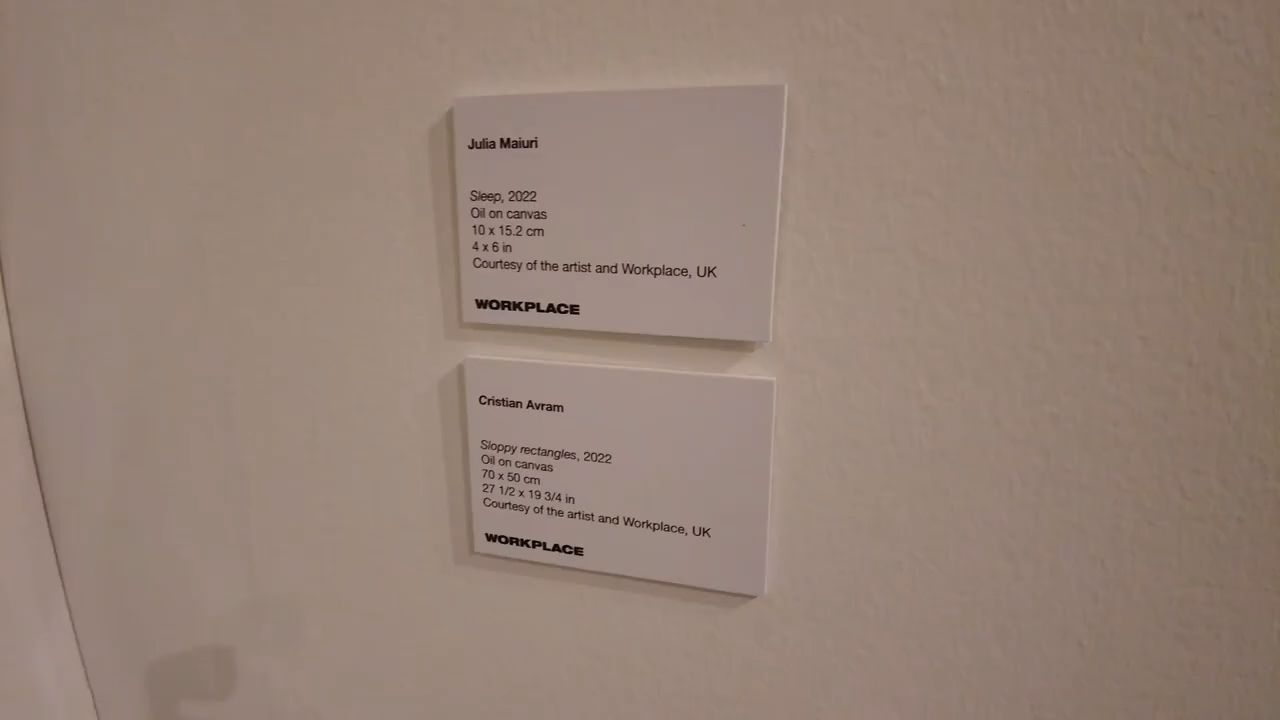 Julia Maiuri
Sleep, 2022
Oil on canvas
10 x 15.2 cm
4 x 6 in
Courtesy of the artist and Workplace, UK
WORKPLACE
Cristian Avram
Sloppy rectangles, 2022
Oil on canvas
70 x 50 cm
27 1/2 x 19 3/4 in
Courtesy of the artist and Workplace, UK
WORKPLACE